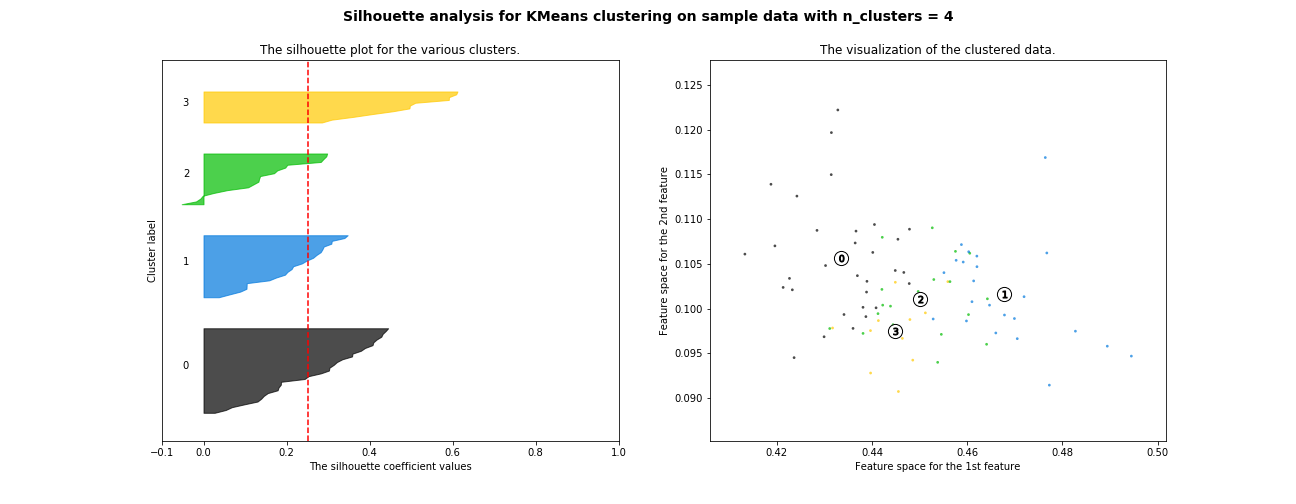 Silhouette analysis for KMeans clustering on sample data with n_clusters = 4
The silhouette plot for the various clusters.
Cluster label
3
2
1
0
−0.1 0.0 0.2 0.4 0.6 0.8 1.0
The silhouette coefficient values
The visualization of the clustered data.
Feature space for the 2nd feature
0.125
0.120
0.115
0.110
0.105
0.100
0.095
0.090
0
1
2
3
0.42 0.44 0.46 0.48 0.50
Feature space for the 1st feature